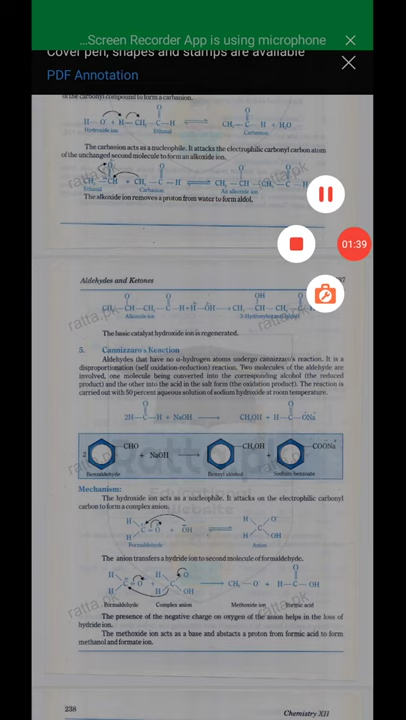 ...Screen Recorder App is using microphone
Cover pen, shapes and stamps are available
PDF Annotation
of the carbonyl compound to form a carbanion.
H—O⁻ + H—CH₂—C—H ⇌ CH₂—C—H + H₂O
Hydroxide ion Ethanal Carbanion
The carbanion acts as a nucleophile. It attacks the electrophilic carbonyl carbon atom
of the unchanged second molecule to form an alkoxide ion.
Ethanal Carbanion An alkoxide ion
The alkoxide ion removes a proton from water to form aldol.
01:39
Aldehydes and Ketones
Alkoxide ion
The basic catalyst hydroxide ion is regenerated.
5. Cannizzaro's Reaction
Aldehydes that have no α-hydrogen atoms undergo cannizzaro's reaction. It is a
disproportionation (self oxidation-reduction) reaction. Two molecules of the aldehyde are
involved, one molecule being converted into the corresponding alcohol (the reduced
product) and the other into the acid in the salt form (the oxidation product). The reaction is
carried out with 50 percent aqueous solution of sodium hydroxide at room temperature.
O O
2H—C—H + NaOH → CH₃OH + H—C—ONa
CHO CH₂OH COONa
2 + NaOH → +
Benzaldehyde Benzyl alcohol Sodium benzoate
Mechanism:
The hydroxide ion acts as a nucleophile. It attacks on the electrophilic carbonyl
carbon to form a complex anion.
H H O⁻
C=O + OH ⇌ C
H H OH
Formaldehyde Anion
The anion transfers a hydride ion to second molecule of formaldehyde.
H H O O
C=O + C → CH₃—O⁻ + H—C—OH
H H OH
Formaldehyde Complex anion Methoxide ion Formic acid
The presence of the negative charge on oxygen of the anion helps in the loss of
hydride ion.
The methoxide ion acts as a base and abstacts a proton from formic acid to form
methanol and formate ion.
238 Chemistry XII